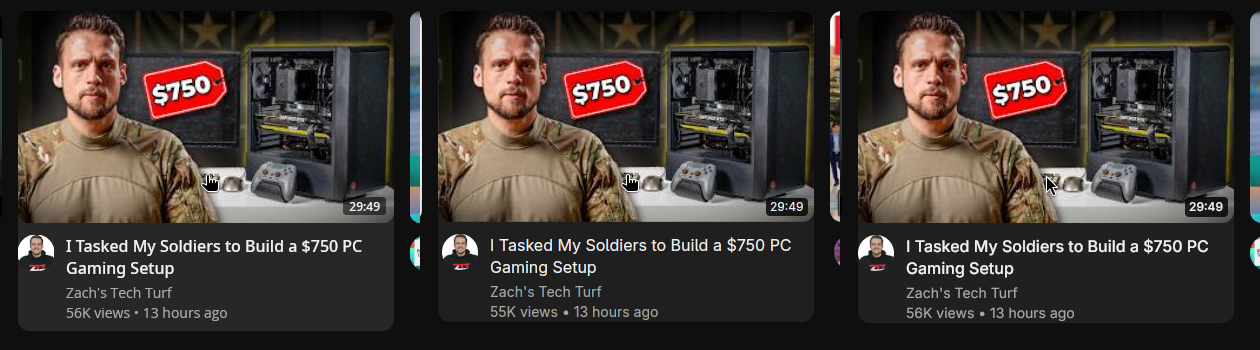 $750
29:49
I Tasked My Soldiers to Build a $750 PC
Gaming Setup
Zach's Tech Turf
56K views • 13 hours ago
$750
29:49
I Tasked My Soldiers to Build a $750 PC
Gaming Setup
Zach's Tech Turf
55K views • 13 hours ago
$750
29:49
I Tasked My Soldiers to Build a $750 PC
Gaming Setup
Zach's Tech Turf
56K views • 13 hours ago